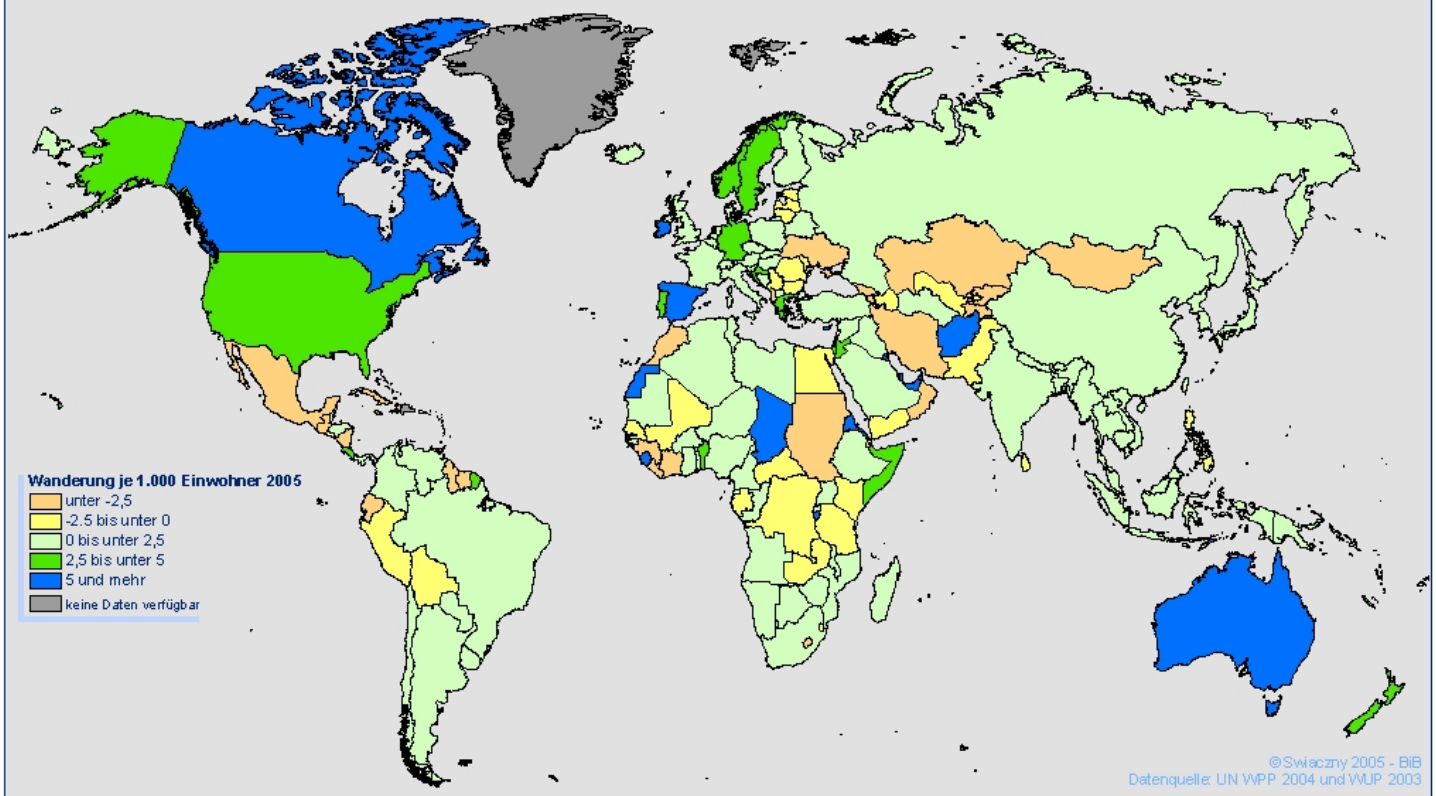 Wanderung je 1.000 Einwohner 2005
unter -2,5
-2.5 bis unter 0
0 bis unter 2,5
2,5 bis unter 5
5 und mehr
keine Daten verfügbar
©Swiaczny 2005 - BiB
Datenquelle: UN WPP 2004 und WUP 2003